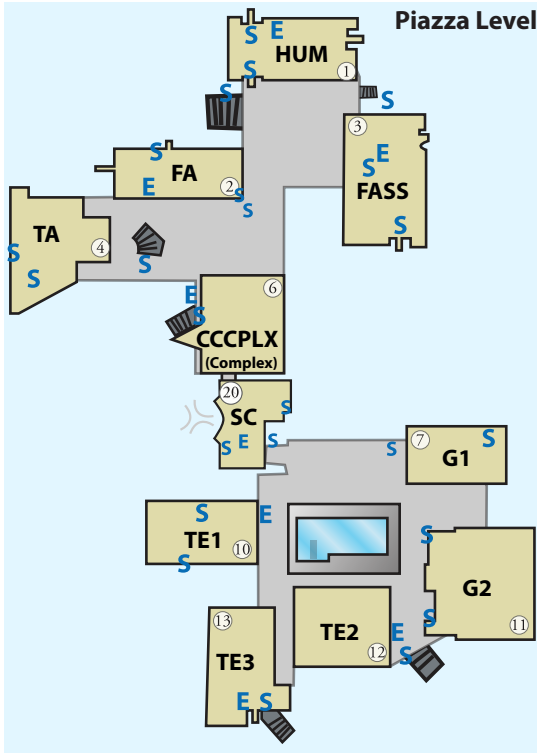 Piazza Level
S E
HUM
S
1
S
S
3
S
E
S
FASS
S
FA
E
2
S
S
TA
4
S
S
S
E
6
S
CCCPLX
(Complex)
20
SC
S
S
E
S
7
S
G1
S
S
TE1
10
S
E
S
G2
S
11
13
TE3
E
S
TE2
12
E
S